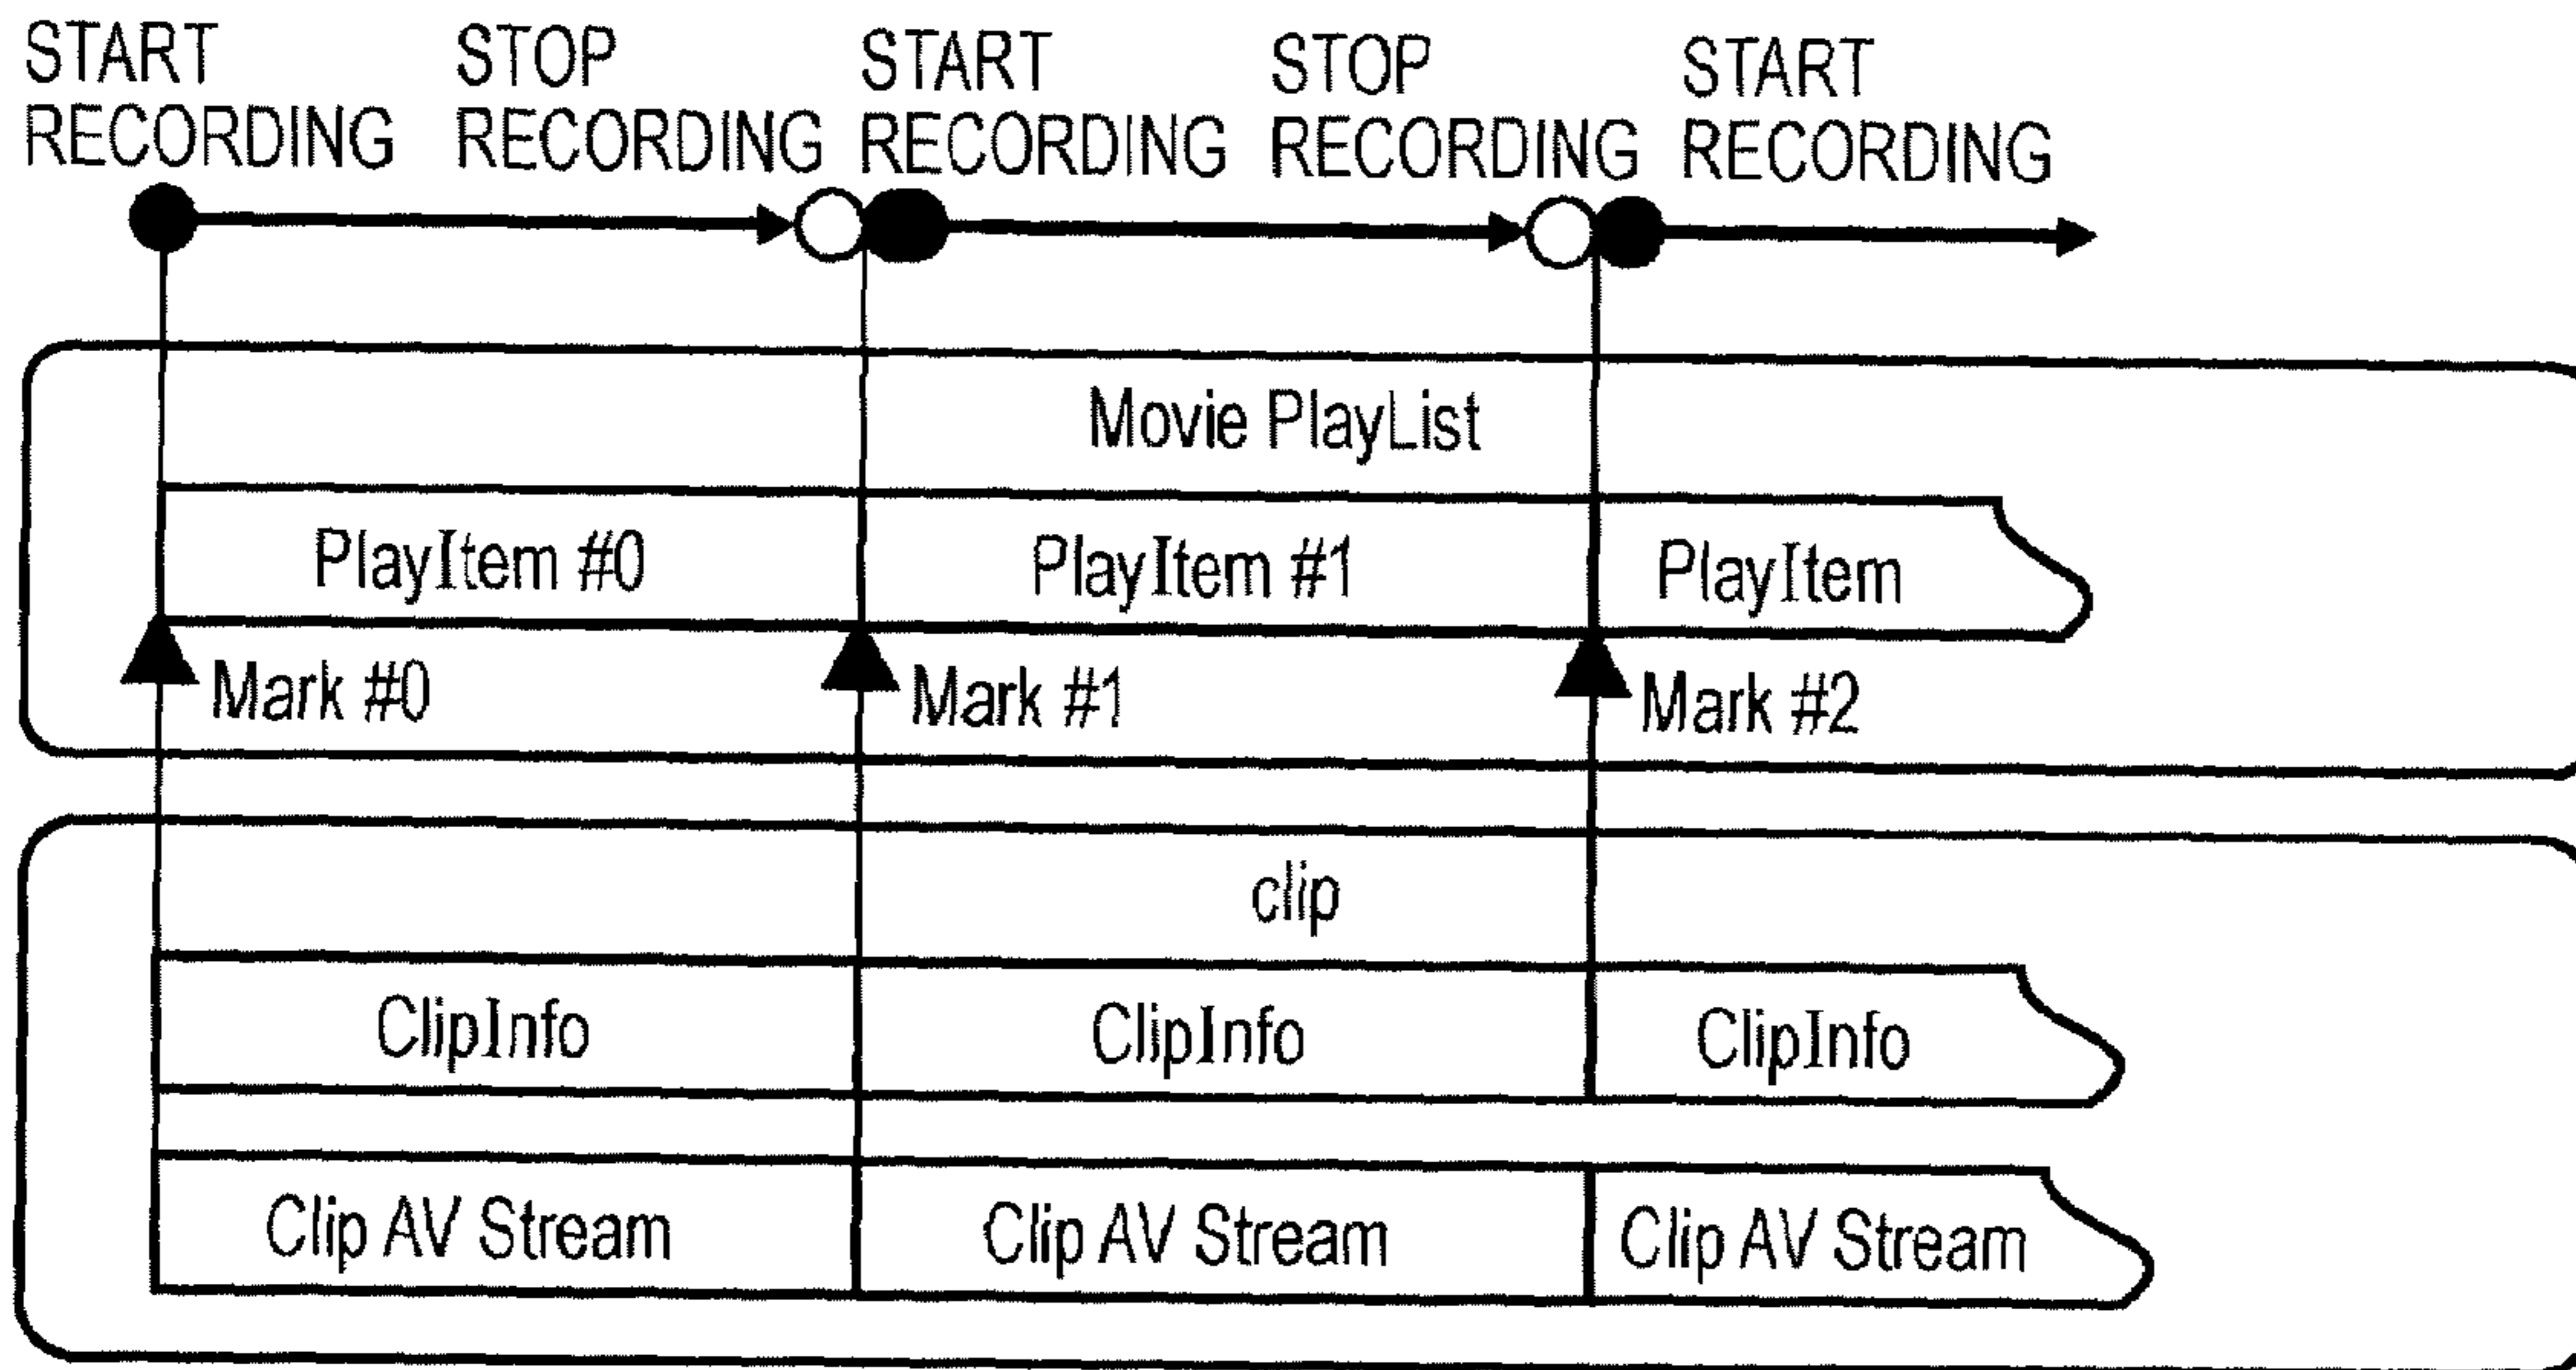 START RECORDING
STOP RECORDING
START RECORDING
STOP RECORDING
START RECORDING
Movie PlayList
PlayItem #0
PlayItem #1
PlayItem
Mark #0
Mark #1
Mark #2
clip
ClipInfo
ClipInfo
ClipInfo
Clip AV Stream
Clip AV Stream
Clip AV Stream